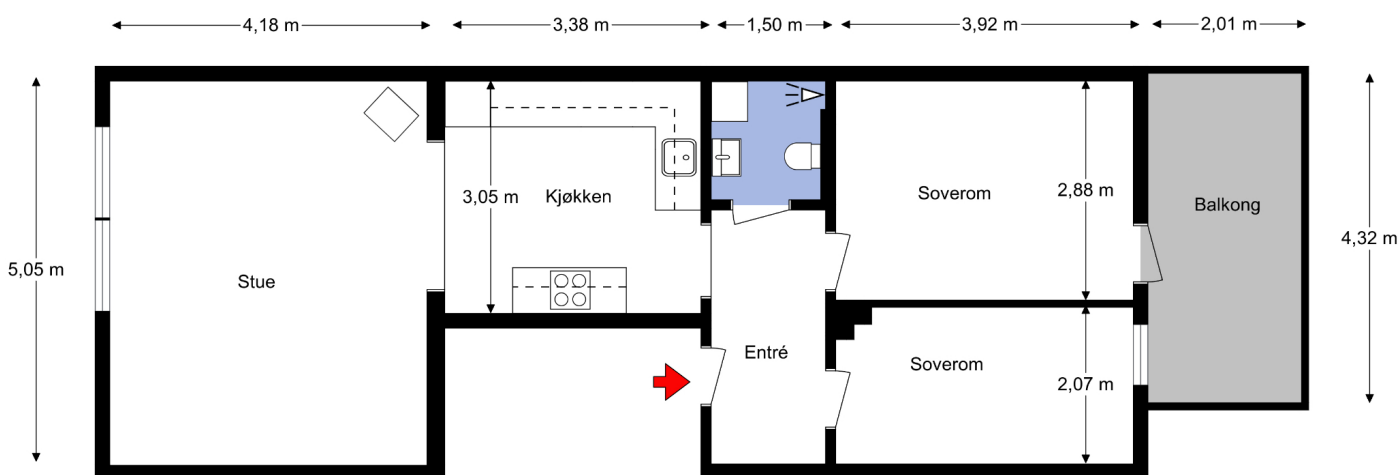 4,18 m
3,38 m
1,50 m
3,92 m
2,01 m
5,05 m
Stue
3,05 m
Kjøkken
Soverom
2,88 m
Balkong
4,32 m
Entré
Soverom
2,07 m